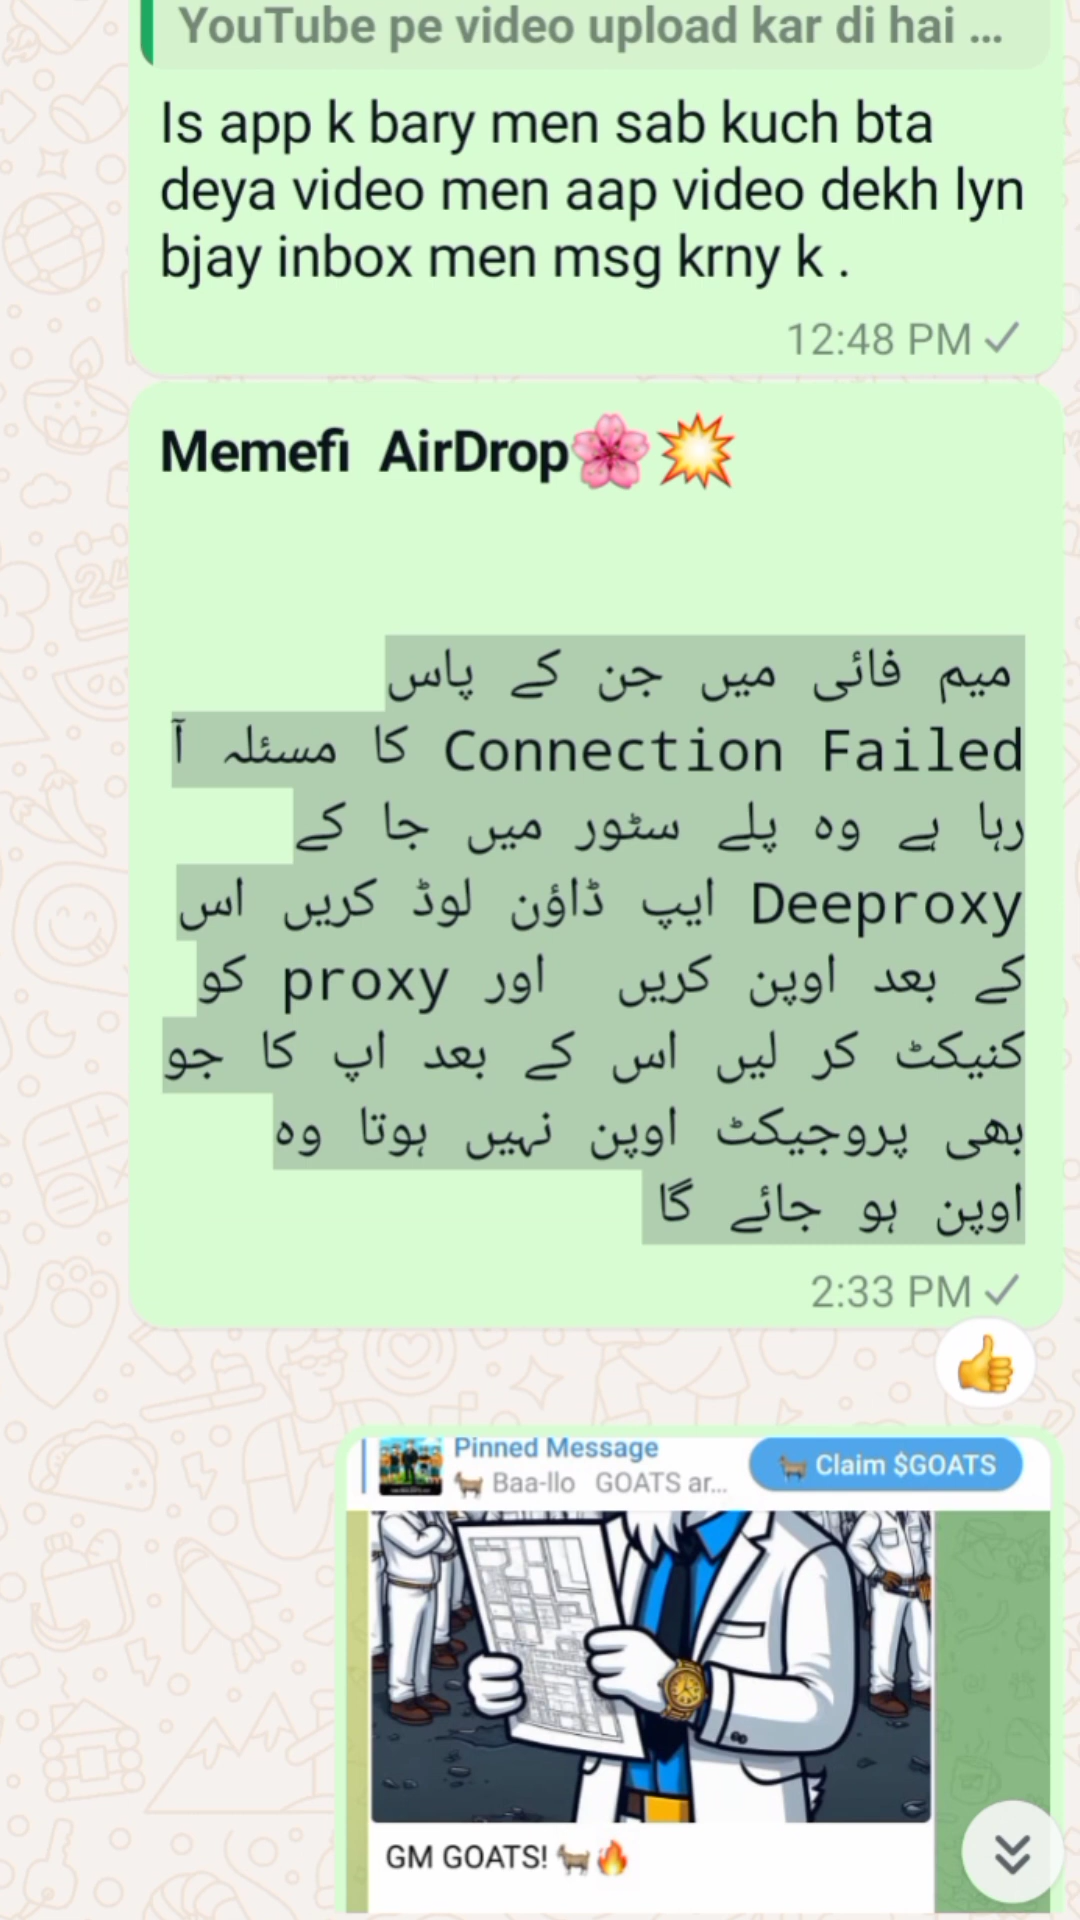 YouTube pe video upload kar di hai ...
Is app k bary men sab kuch bta
deya video men aap video dekh lyn
bjay inbox men msg krny k .
12:48 PM
Memefi AirDrop🌸💥
میم فائی میں جن کے پاس
Connection Failed کا مسئلہ آ
رہا ہے وہ پلے سٹور میں جا کے
Deeproxy ایپ ڈاؤن لوڈ کریں اس
کے بعد اوپن کریں اور proxy کو
کنیکٹ کر لیں اس کے بعد اپ کا جو
بھی پروجیکٹ اوپن نہیں ہوتا وہ
اوپن ہو جائے گا
2:33 PM
👍
Pinned Message
🐐 Baa-llo GOATS ar...
🐐 Claim $GOATS
GM GOATS! 🐐🔥